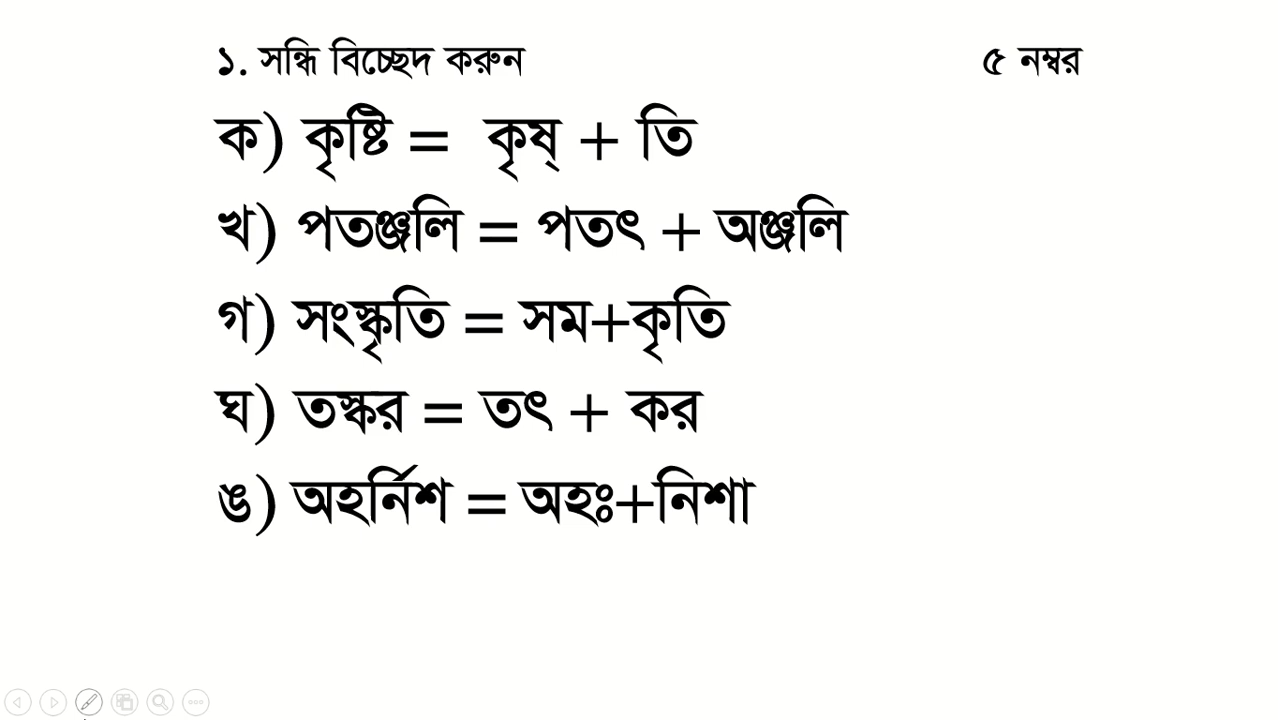 ১. সন্ধি বিচ্ছেদ করুন ৫ নম্বর
ক) কৃষ্টি = কৃষ্ + তি
খ) পতঞ্জলি = পতৎ + অঞ্জলি
গ) সংস্কৃতি = সম+কৃতি
ঘ) তস্কর = তৎ + কর
ঙ) অহর্নিশ = অহঃ+নিশা